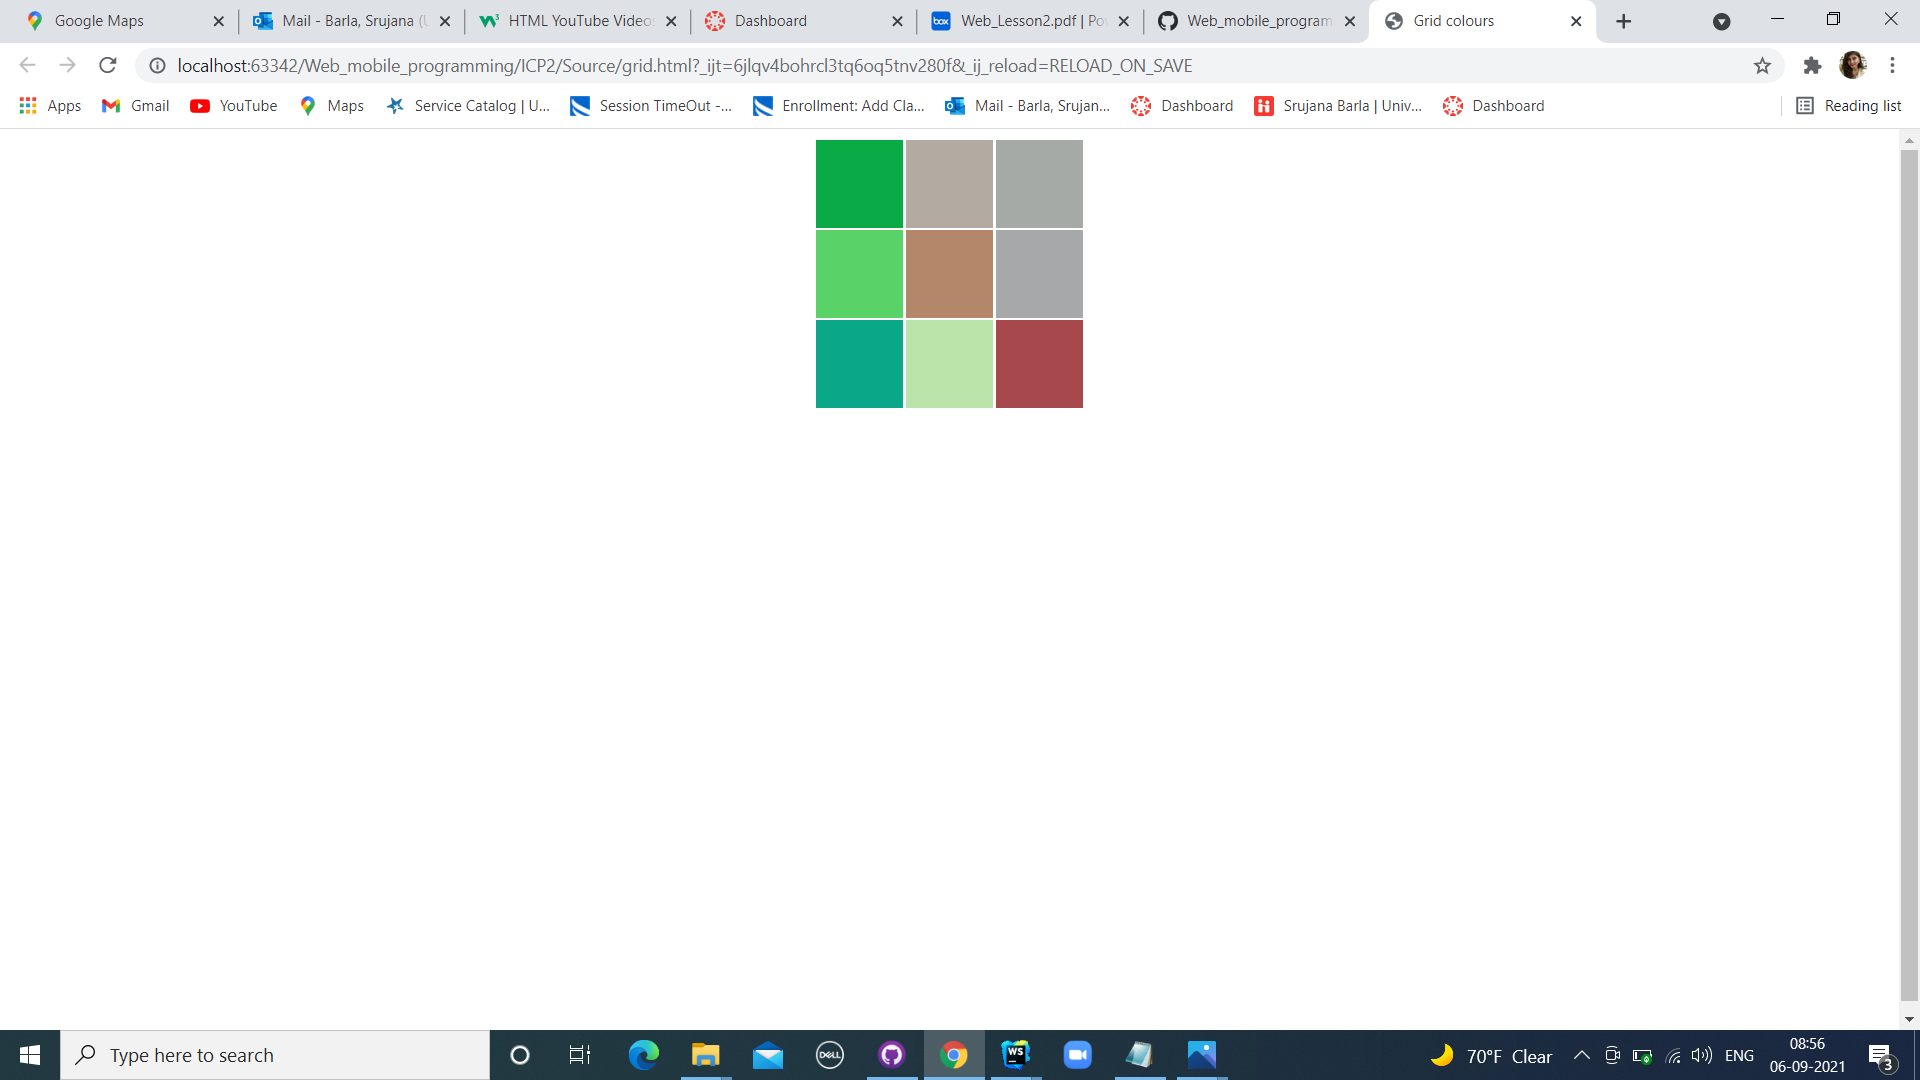 Google Maps
Mail - Barla, Srujana (U
HTML YouTube Videos
Dashboard
Web_Lesson2.pdf | Po
Web_mobile_program
Grid colours
localhost:63342/Web_mobile_programming/ICP2/Source/grid.html?_ijt=6jlqv4bohrcl3tq6oq5tnv280f&_ij_reload=RELOAD_ON_SAVE
Apps
Gmail
YouTube
Maps
Service Catalog | U...
Session TimeOut -...
Enrollment: Add Cla...
Mail - Barla, Srujan...
Dashboard
Srujana Barla | Univ...
Dashboard
Reading list
Type here to search
DELL
WS
70°F Clear
ENG
08:56
06-09-2021
3